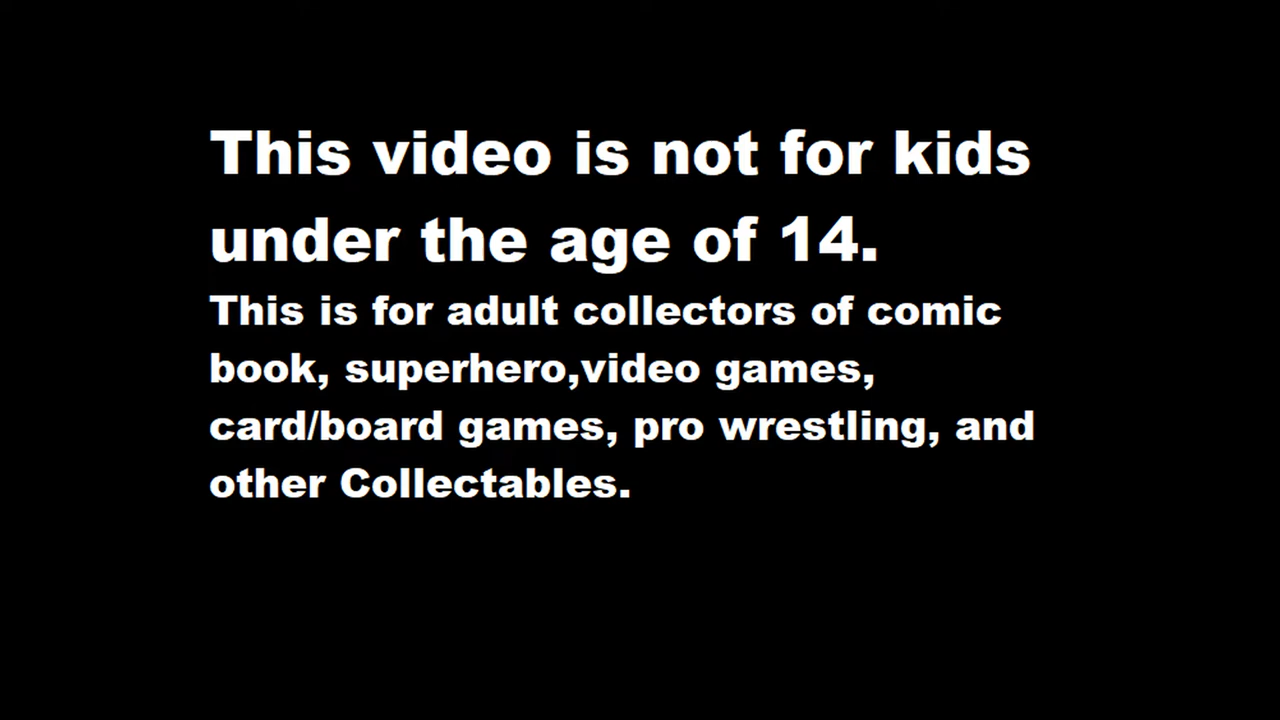 This video is not for kids
under the age of 14.
This is for adult collectors of comic
book, superhero,video games,
card/board games, pro wrestling, and
other Collectables.